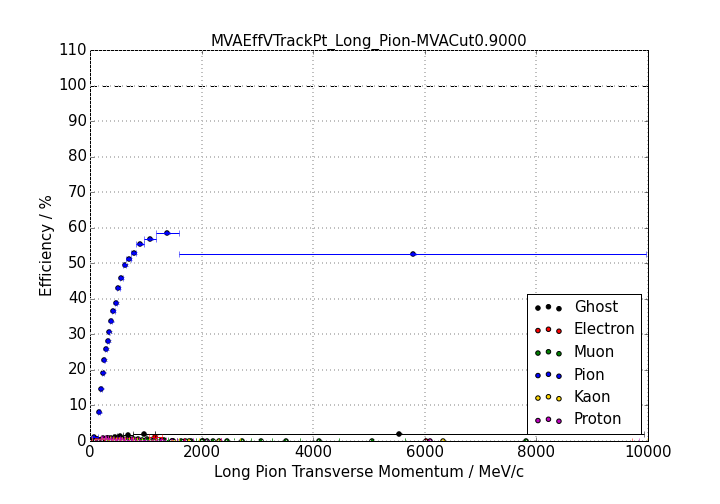 MVAEffVTrackPt_Long_Pion-MVACut0.9000
110
100
90
80
70
60
50
40
30
20
10
0
Efficiency / %
Ghost
Electron
Muon
Pion
Kaon
Proton
0 2000 4000 6000 8000 10000
Long Pion Transverse Momentum / MeV/c